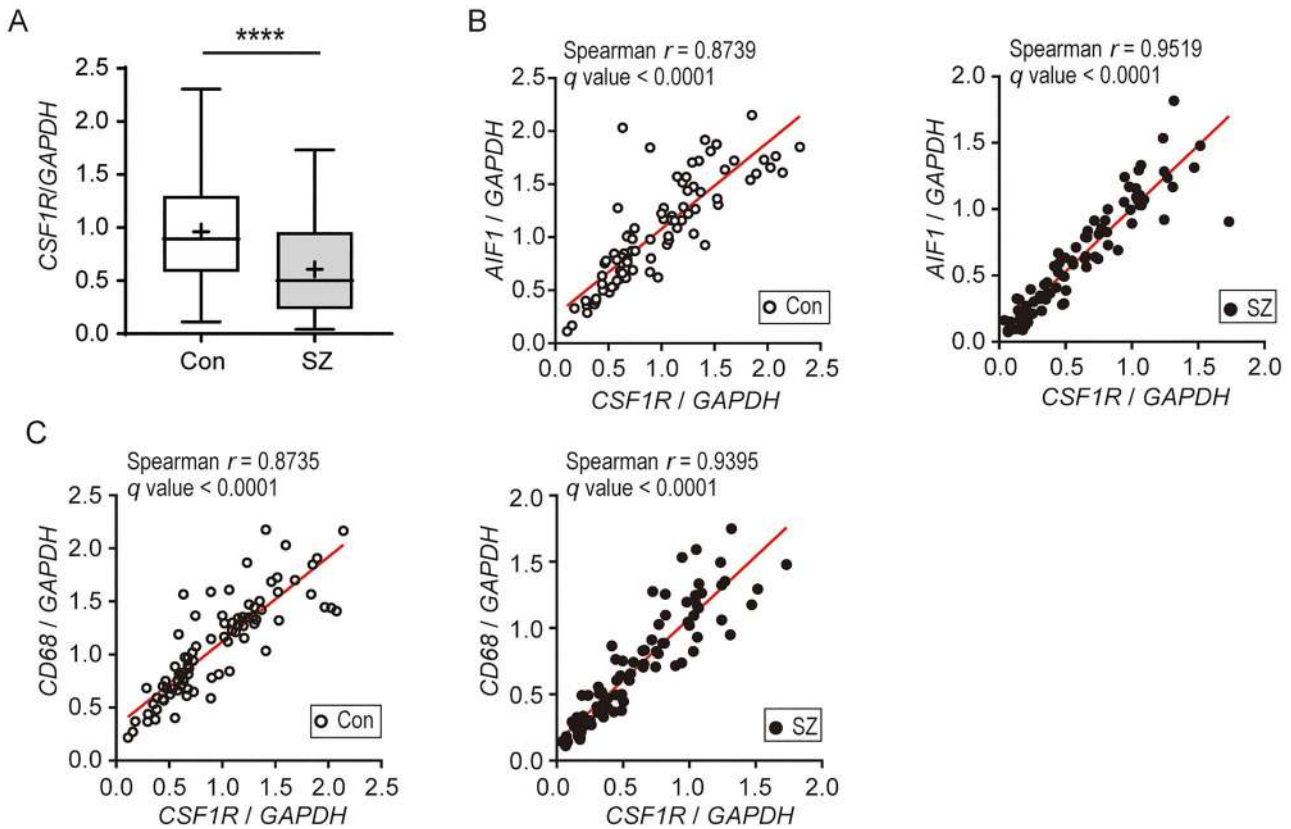 A
****
CSF1R/GAPDH
2.5
2.0
1.5
1.0
0.5
0.0
Con
SZ
B
Spearman r = 0.8739
q value < 0.0001
AIF1 / GAPDH
2.5
2.0
1.5
1.0
0.5
0.0
Con
0.0 0.5 1.0 1.5 2.0 2.5
CSF1R / GAPDH
Spearman r = 0.9519
q value < 0.0001
AIF1 / GAPDH
2.0
1.5
1.0
0.5
0.0
SZ
0.0 0.5 1.0 1.5 2.0
CSF1R / GAPDH
C
Spearman r = 0.8735
q value < 0.0001
CD68 / GAPDH
2.5
2.0
1.5
1.0
0.5
0.0
Con
0.0 0.5 1.0 1.5 2.0 2.5
CSF1R / GAPDH
Spearman r = 0.9395
q value < 0.0001
CD68 / GAPDH
2.0
1.5
1.0
0.5
0.0
SZ
0.0 0.5 1.0 1.5 2.0
CSF1R / GAPDH